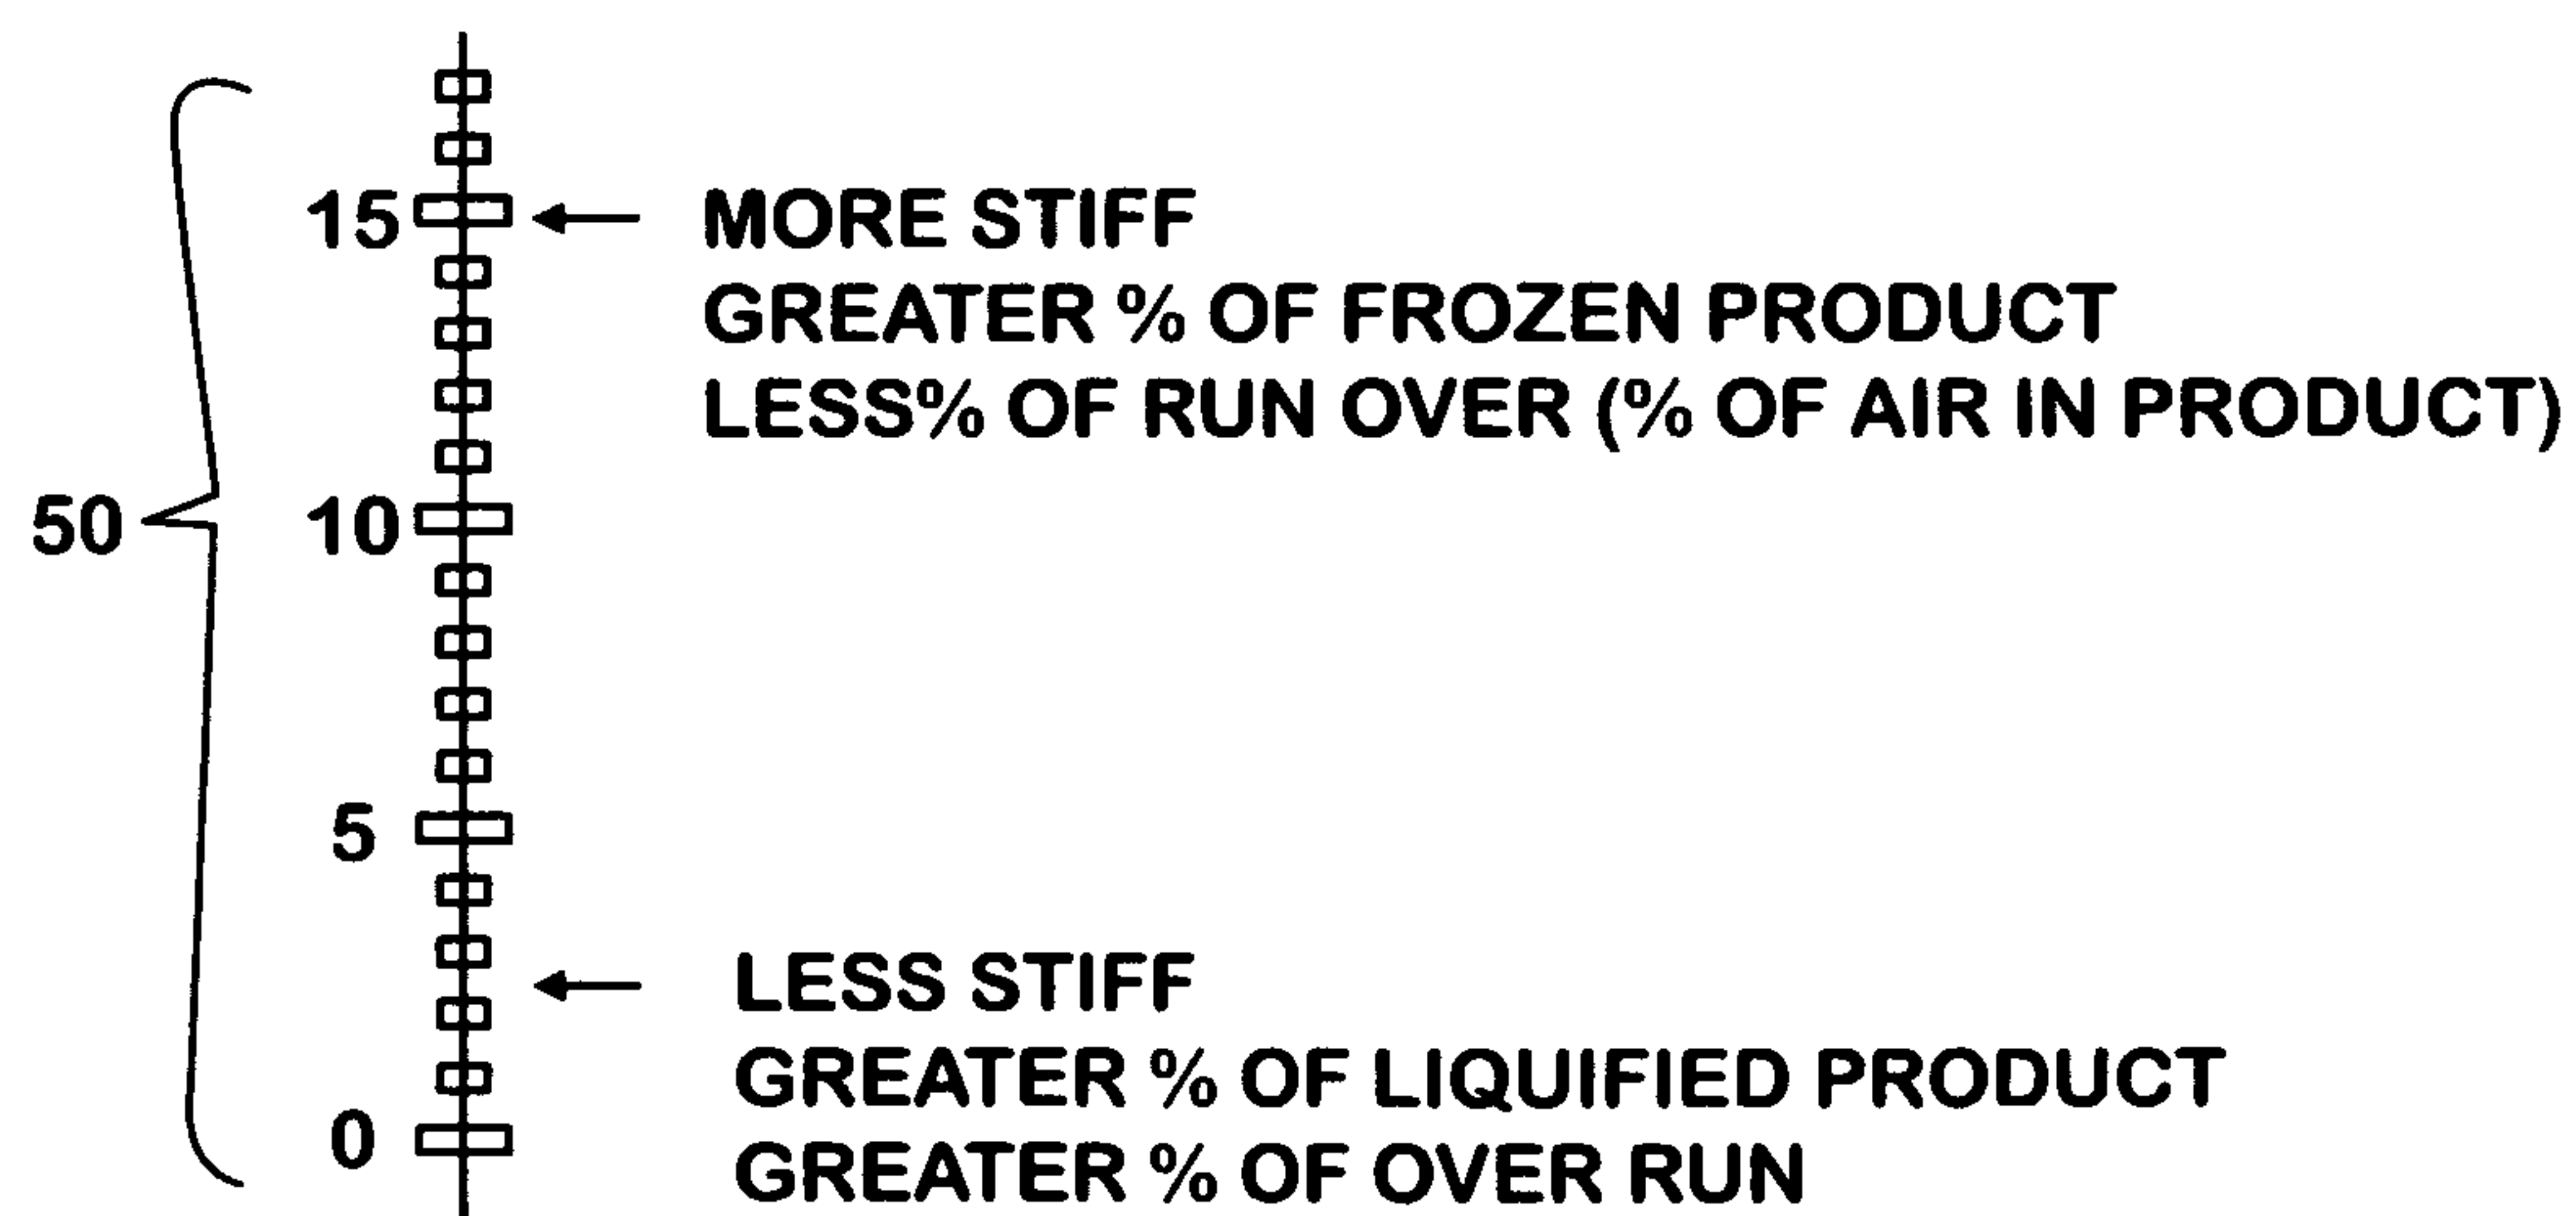 15 MORE STIFF
GREATER % OF FROZEN PRODUCT
LESS% OF RUN OVER (% OF AIR IN PRODUCT)
50 10
5
LESS STIFF
GREATER % OF LIQUIFIED PRODUCT
0
GREATER % OF OVER RUN